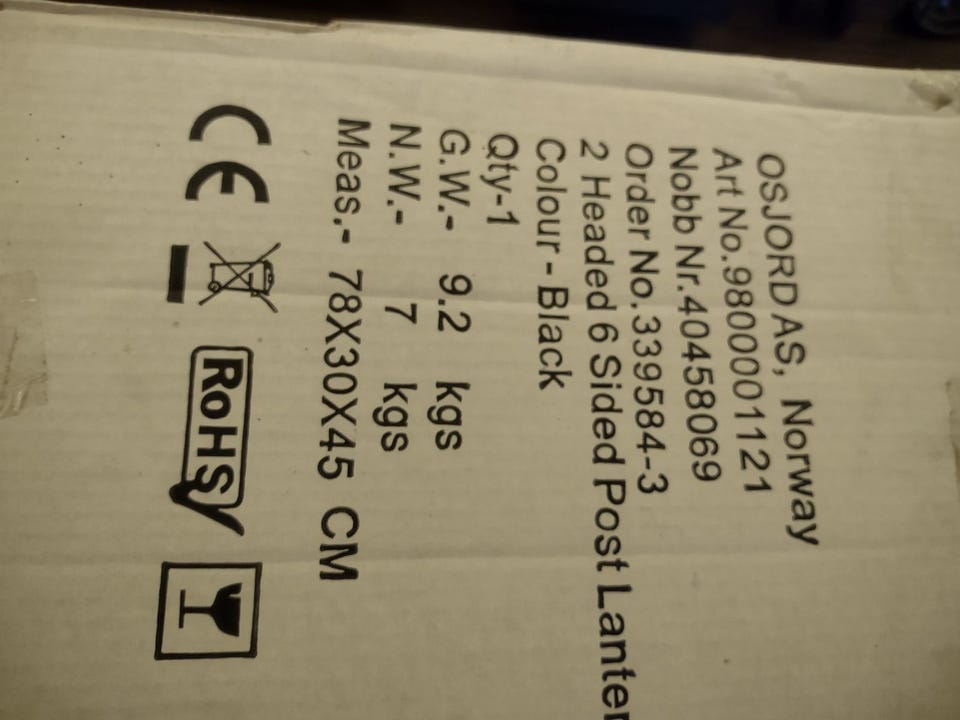 OSJORD AS, Norway
Art No.9800001121
Nobb Nr.40458069
Order No.339584-3
2 Headed 6 Sided Post Lanter
Colour - Black
Qty-1
G.W.- 9.2 kgs
N.W.- 7 kgs
Meas.- 78X30X45 CM
CE
RoHS